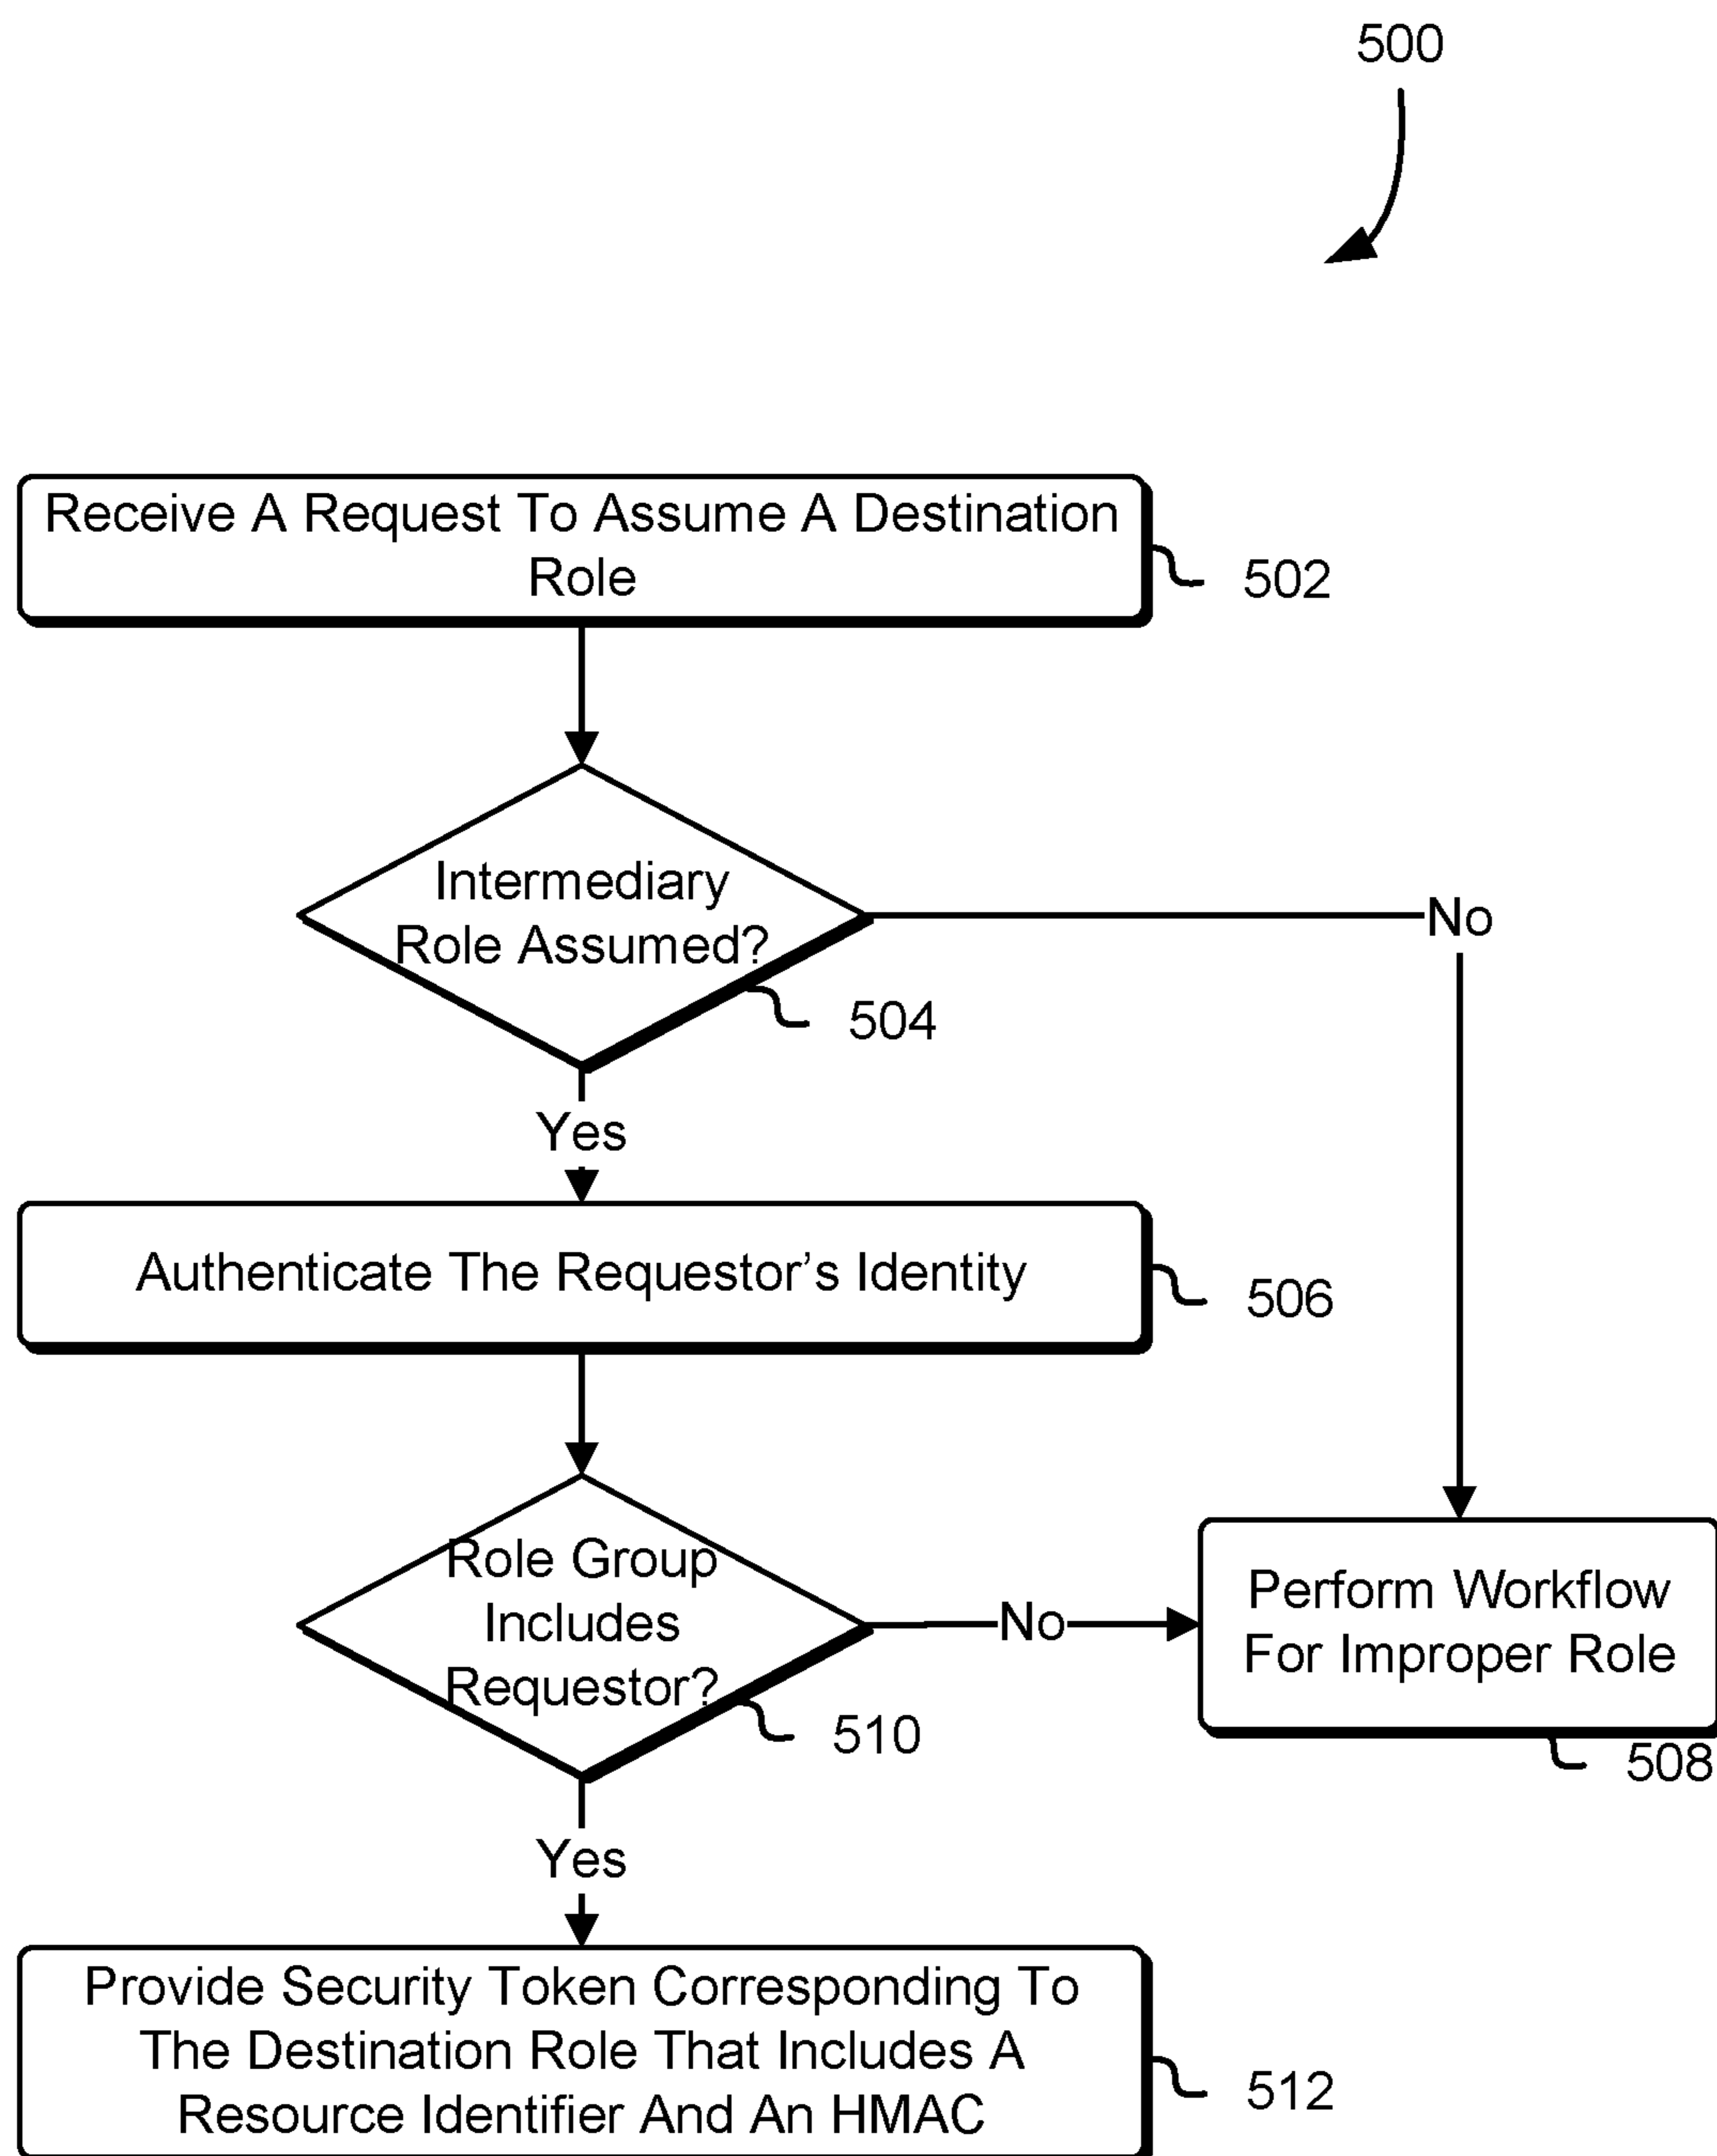 500
Receive A Request To Assume A Destination
Role
502
Intermediary
Role Assumed?
No
504
Yes
Authenticate The Requestor’s Identity
506
Role Group
Includes
Requestor?
No
510
Perform Workflow
For Improper Role
508
Yes
Provide Security Token Corresponding To
The Destination Role That Includes A
Resource Identifier And An HMAC
512